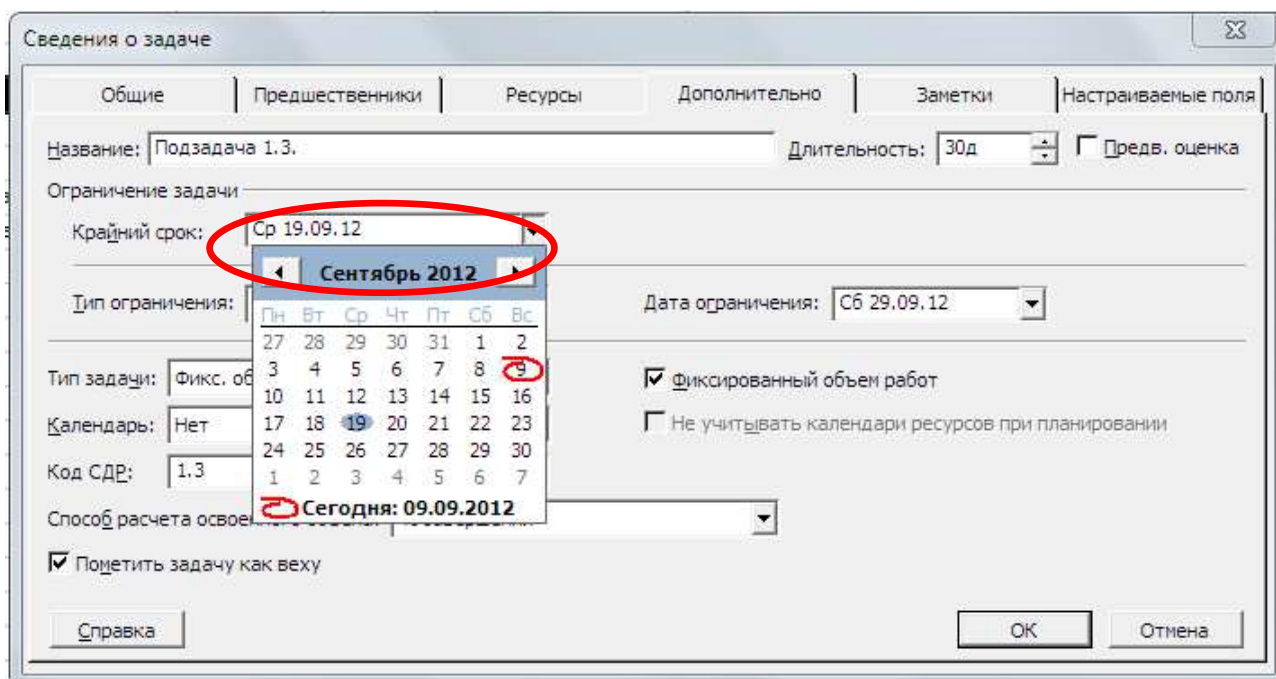 Сведения о задаче
Общие Предшественники Ресурсы Дополнительно Заметки Настраиваемые поля
Название: Подзадача 1.3. Длительность: 30д Предв. оценка
Ограничение задачи
Крайний срок: Ср 19.09.12
Сентябрь 2012
Тип ограничения: Дата ограничения: Сб 29.09.12
Пн Вт Ср Чт Пт Сб Вс
27 28 29 30 31 1 2
3 4 5 6 7 8 9
Тип задачи: Фикс. об Фиксированный объем работ
10 11 12 13 14 15 16
Календарь: Нет 17 18 19 20 21 22 23 Не учитывать календари ресурсов при планировании
24 25 26 27 28 29 30
Код СДР: 1.3 1 2 3 4 5 6 7
Сегодня: 09.09.2012
Способ расчета
Пометить задачу как веху
Справка ОК Отмена